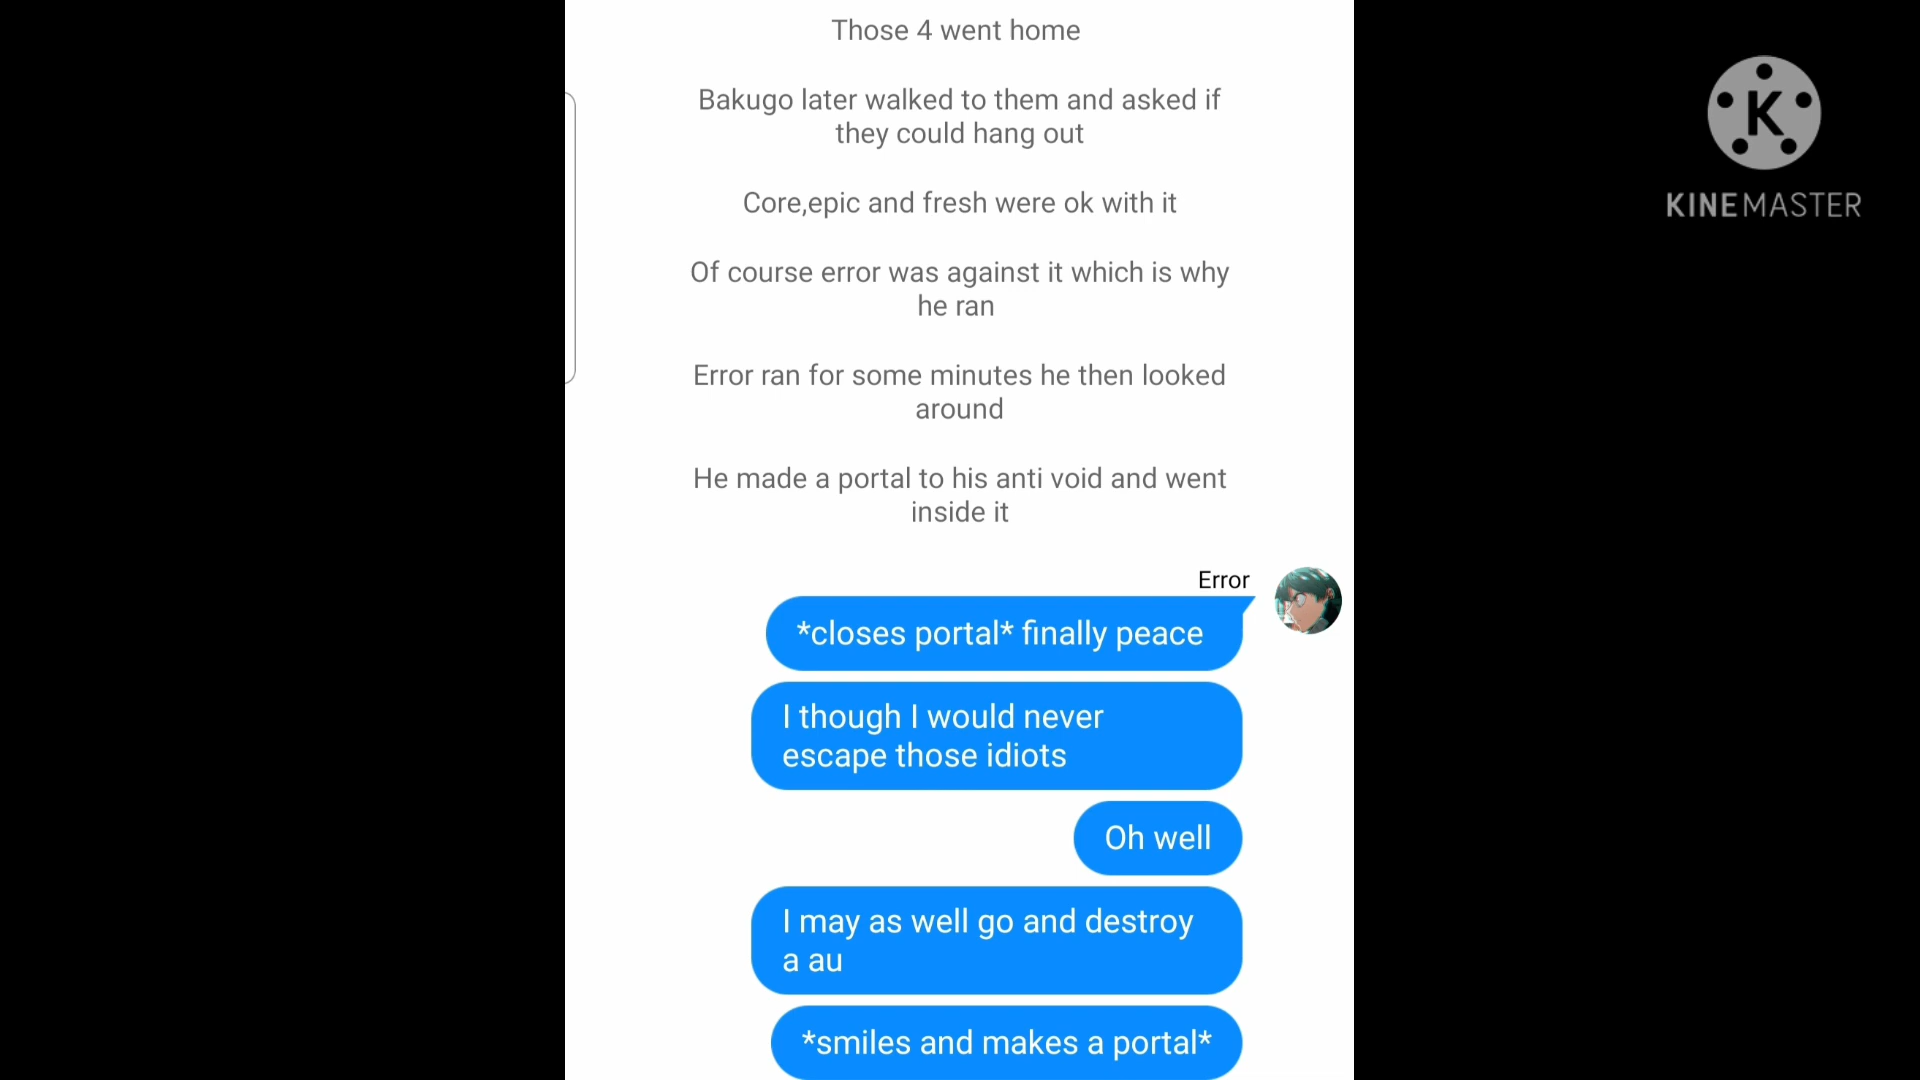 Those 4 went home
Bakugo later walked to them and asked if
they could hang out
Core,epic and fresh were ok with it
Of course error was against it which is why
he ran
Error ran for some minutes he then looked
around
He made a portal to his anti void and went
inside it
Error
*closes portal* finally peace
I though I would never
escape those idiots
Oh well
I may as well go and destroy
a au
*smiles and makes a portal*
K
KINEMASTER